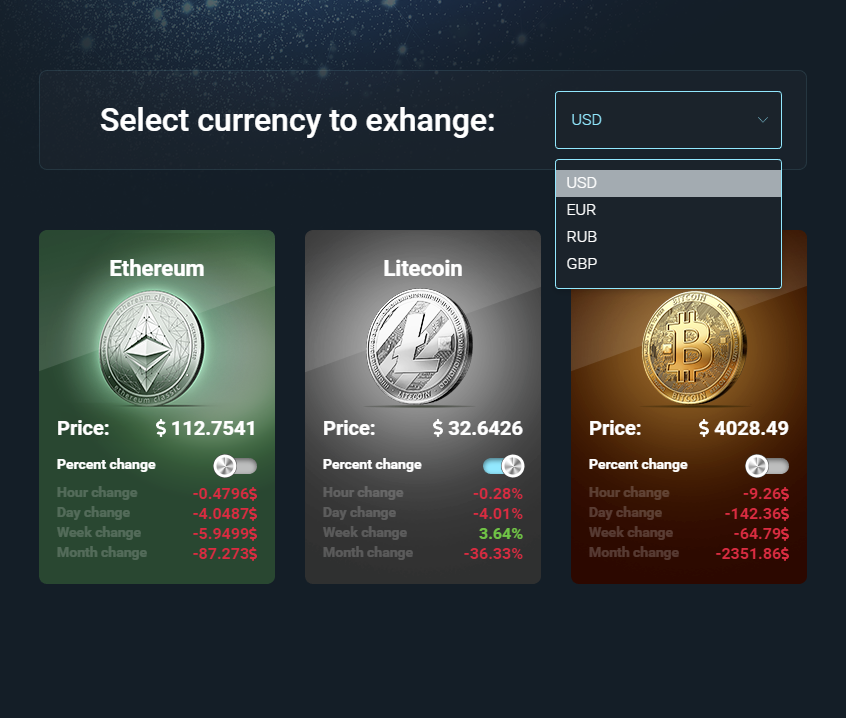 Select currency to exhange:
USD
USD
EUR
RUB
GBP
Ethereum
Litecoin
ethereum classic
ethereum classic
LITECOIN
BITCOIN
BITCOIN
Price: $ 112.7541
Price: $ 32.6426
Price: $ 4028.49
Percent change
Percent change
Percent change
Hour change -0.4796$
Day change -4.0487$
Week change -5.9499$
Month change -87.273$
Hour change -0.28%
Day change -4.01%
Week change 3.64%
Month change -36.33%
Hour change -9.26$
Day change -142.36$
Week change -64.79$
Month change -2351.86$